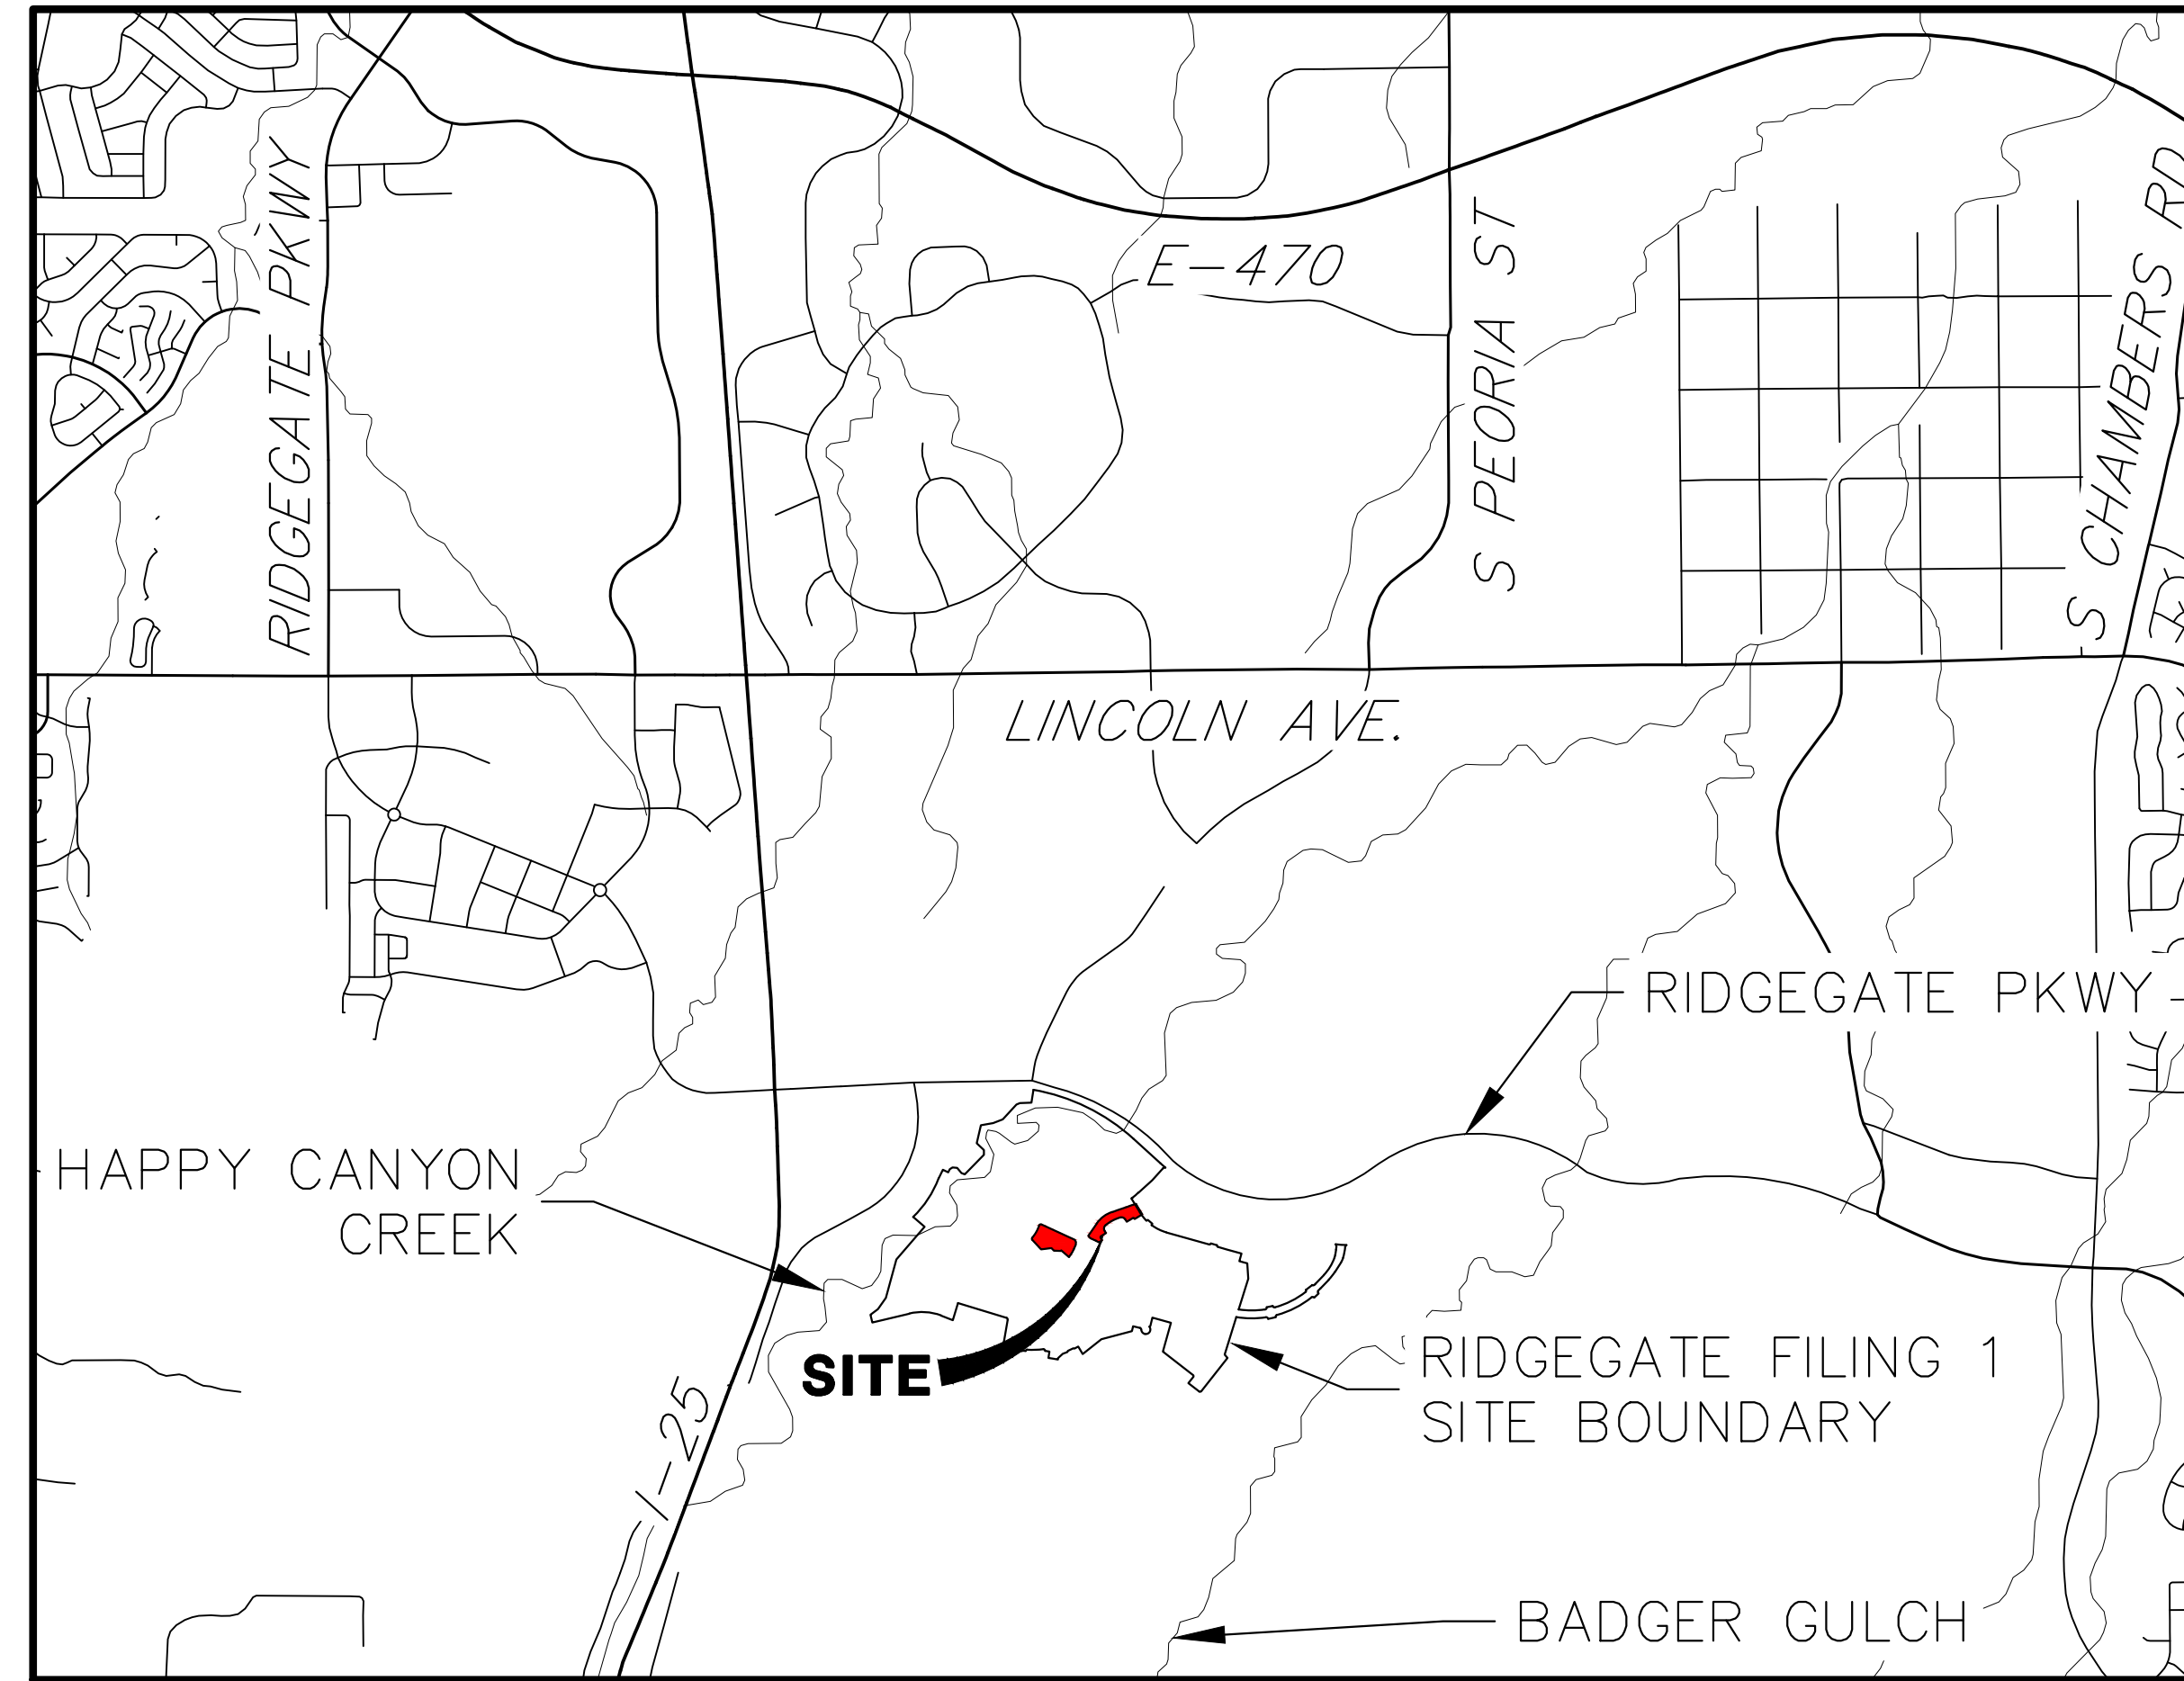 RIDGEGATE PKWY
E-470
S PEORIA ST
S CHAMBERS RD
LINCOLN AVE.
RIDGEGATE PKWY
HAPPY CANYON
CREEK
SITE
RIDGEGATE FILING 1
SITE BOUNDARY
I-25
BADGER GULCH